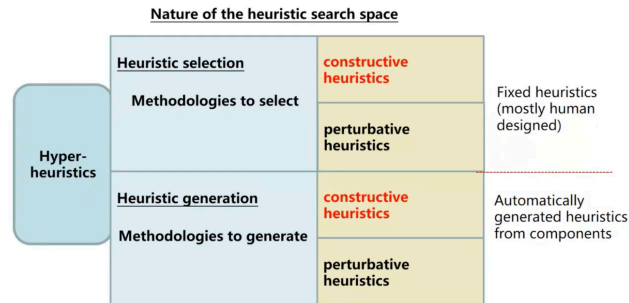 Nature of the heuristic search space
Hyper-
heuristics
Heuristic selection
Methodologies to select
constructive
heuristics
perturbative
heuristics
Fixed heuristics
(mostly human
designed)
Heuristic generation
Methodologies to generate
constructive
heuristics
perturbative
heuristics
Automatically
generated heuristics
from components